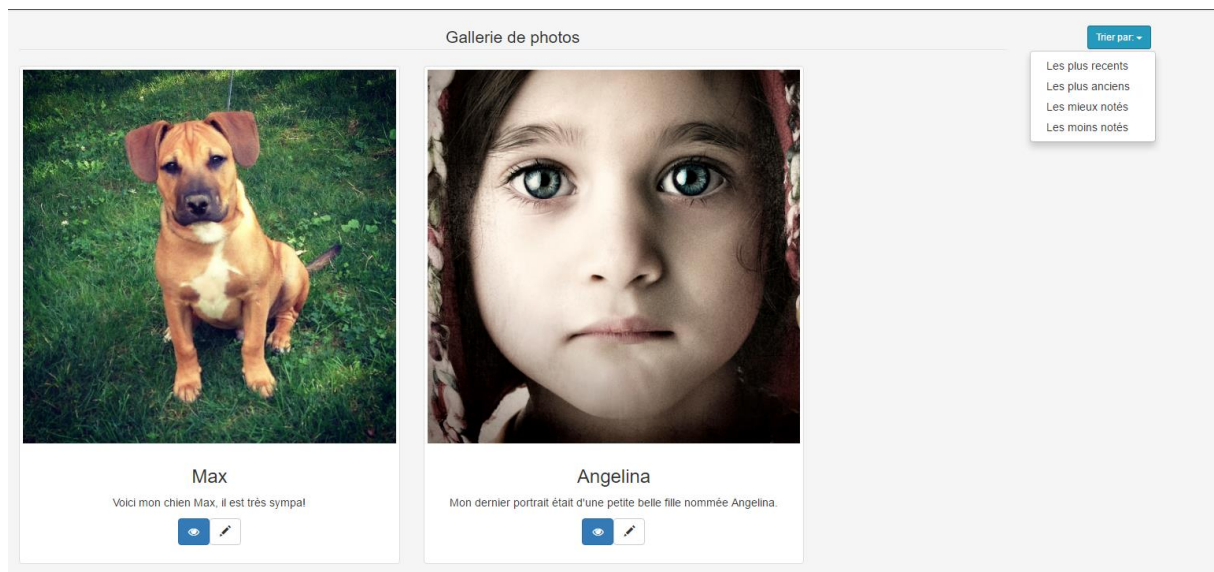 Gallerie de photos
Trier par:
Les plus recents
Les plus anciens
Les mieux notés
Les moins notés
Max
Voici mon chien Max, il est très sympa!
Angelina
Mon dernier portrait était d'une petite belle fille nommée Angelina.